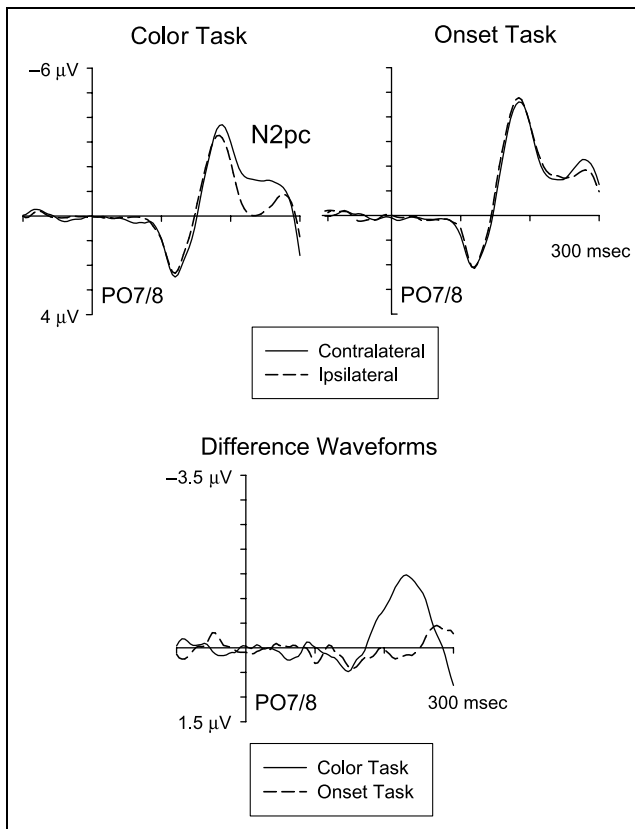 Color Task
Onset Task
−6 µV
N2pc
300 msec
PO7/8
PO7/8
4 µV
Contralateral
Ipsilateral
Difference Waveforms
−3.5 µV
PO7/8
300 msec
1.5 µV
Color Task
Onset Task